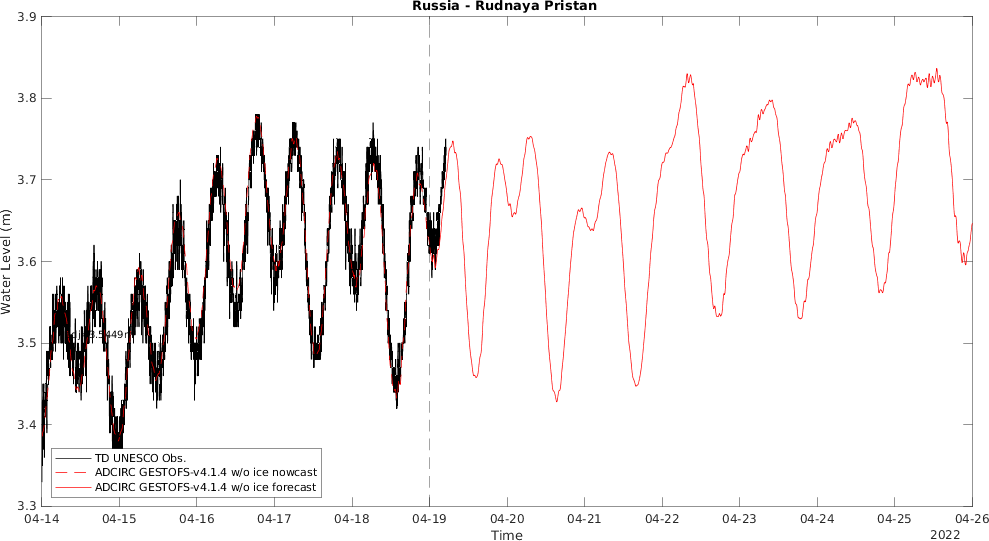 Russia - Rudnaya Pristan
3.9
3.8
3.7
3.6
3.5
3.4
3.3
Water Level (m)
TD UNESCO Obs.
ADCIRC GESTOFS-v4.1.4 w/o ice nowcast
ADCIRC GESTOFS-v4.1.4 w/o ice forecast
04-14 04-15 04-16 04-17 04-18 04-19 04-20 04-21 04-22 04-23 04-24 04-25 04-26
Time
2022